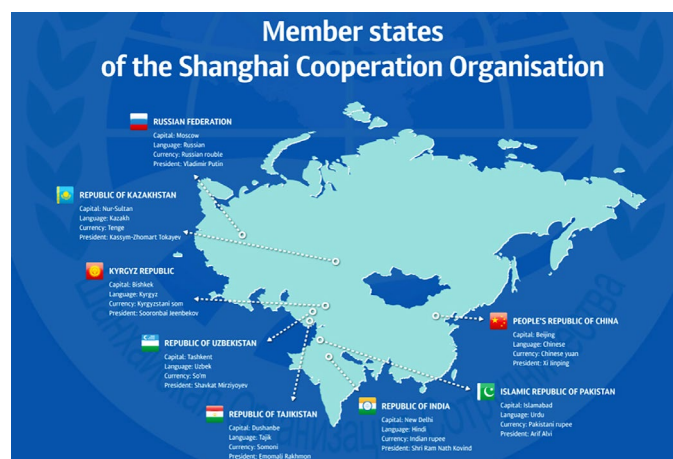 Member states
of the Shanghai Cooperation Organisation
RUSSIAN FEDERATION
Capital: Moscow
Language: Russian
Currency: Russian rouble
President: Vladimir Putin
REPUBLIC OF KAZAKHSTAN
Capital: Nur-Sultan
Language: Kazakh
Currency: Tenge
President: Kassym-Zhomart Tokayev
KYRGYZ REPUBLIC
Capital: Bishkek
Language: Kyrgyz
Currency: Kyrgyzstani som
President: Sooronbai Jeenbekov
REPUBLIC OF UZBEKISTAN
Capital: Tashkent
Language: Uzbek
Currency: So'm
President: Shavkat Mirziyoyev
REPUBLIC OF TAJIKISTAN
Capital: Dushanbe
Language: Tajik
Currency: Somoni
President: Emomali Rakhmon
REPUBLIC OF INDIA
Capital: New Delhi
Language: Hindi
Currency: Indian rupee
President: Shri Ram Nath Kovind
PEOPLE'S REPUBLIC OF CHINA
Capital: Beijing
Language: Chinese
Currency: Chinese yuan
President: Xi Jinping
ISLAMIC REPUBLIC OF PAKISTAN
Capital: Islamabad
Language: Urdu
Currency: Pakistani rupee
President: Arif Alvi